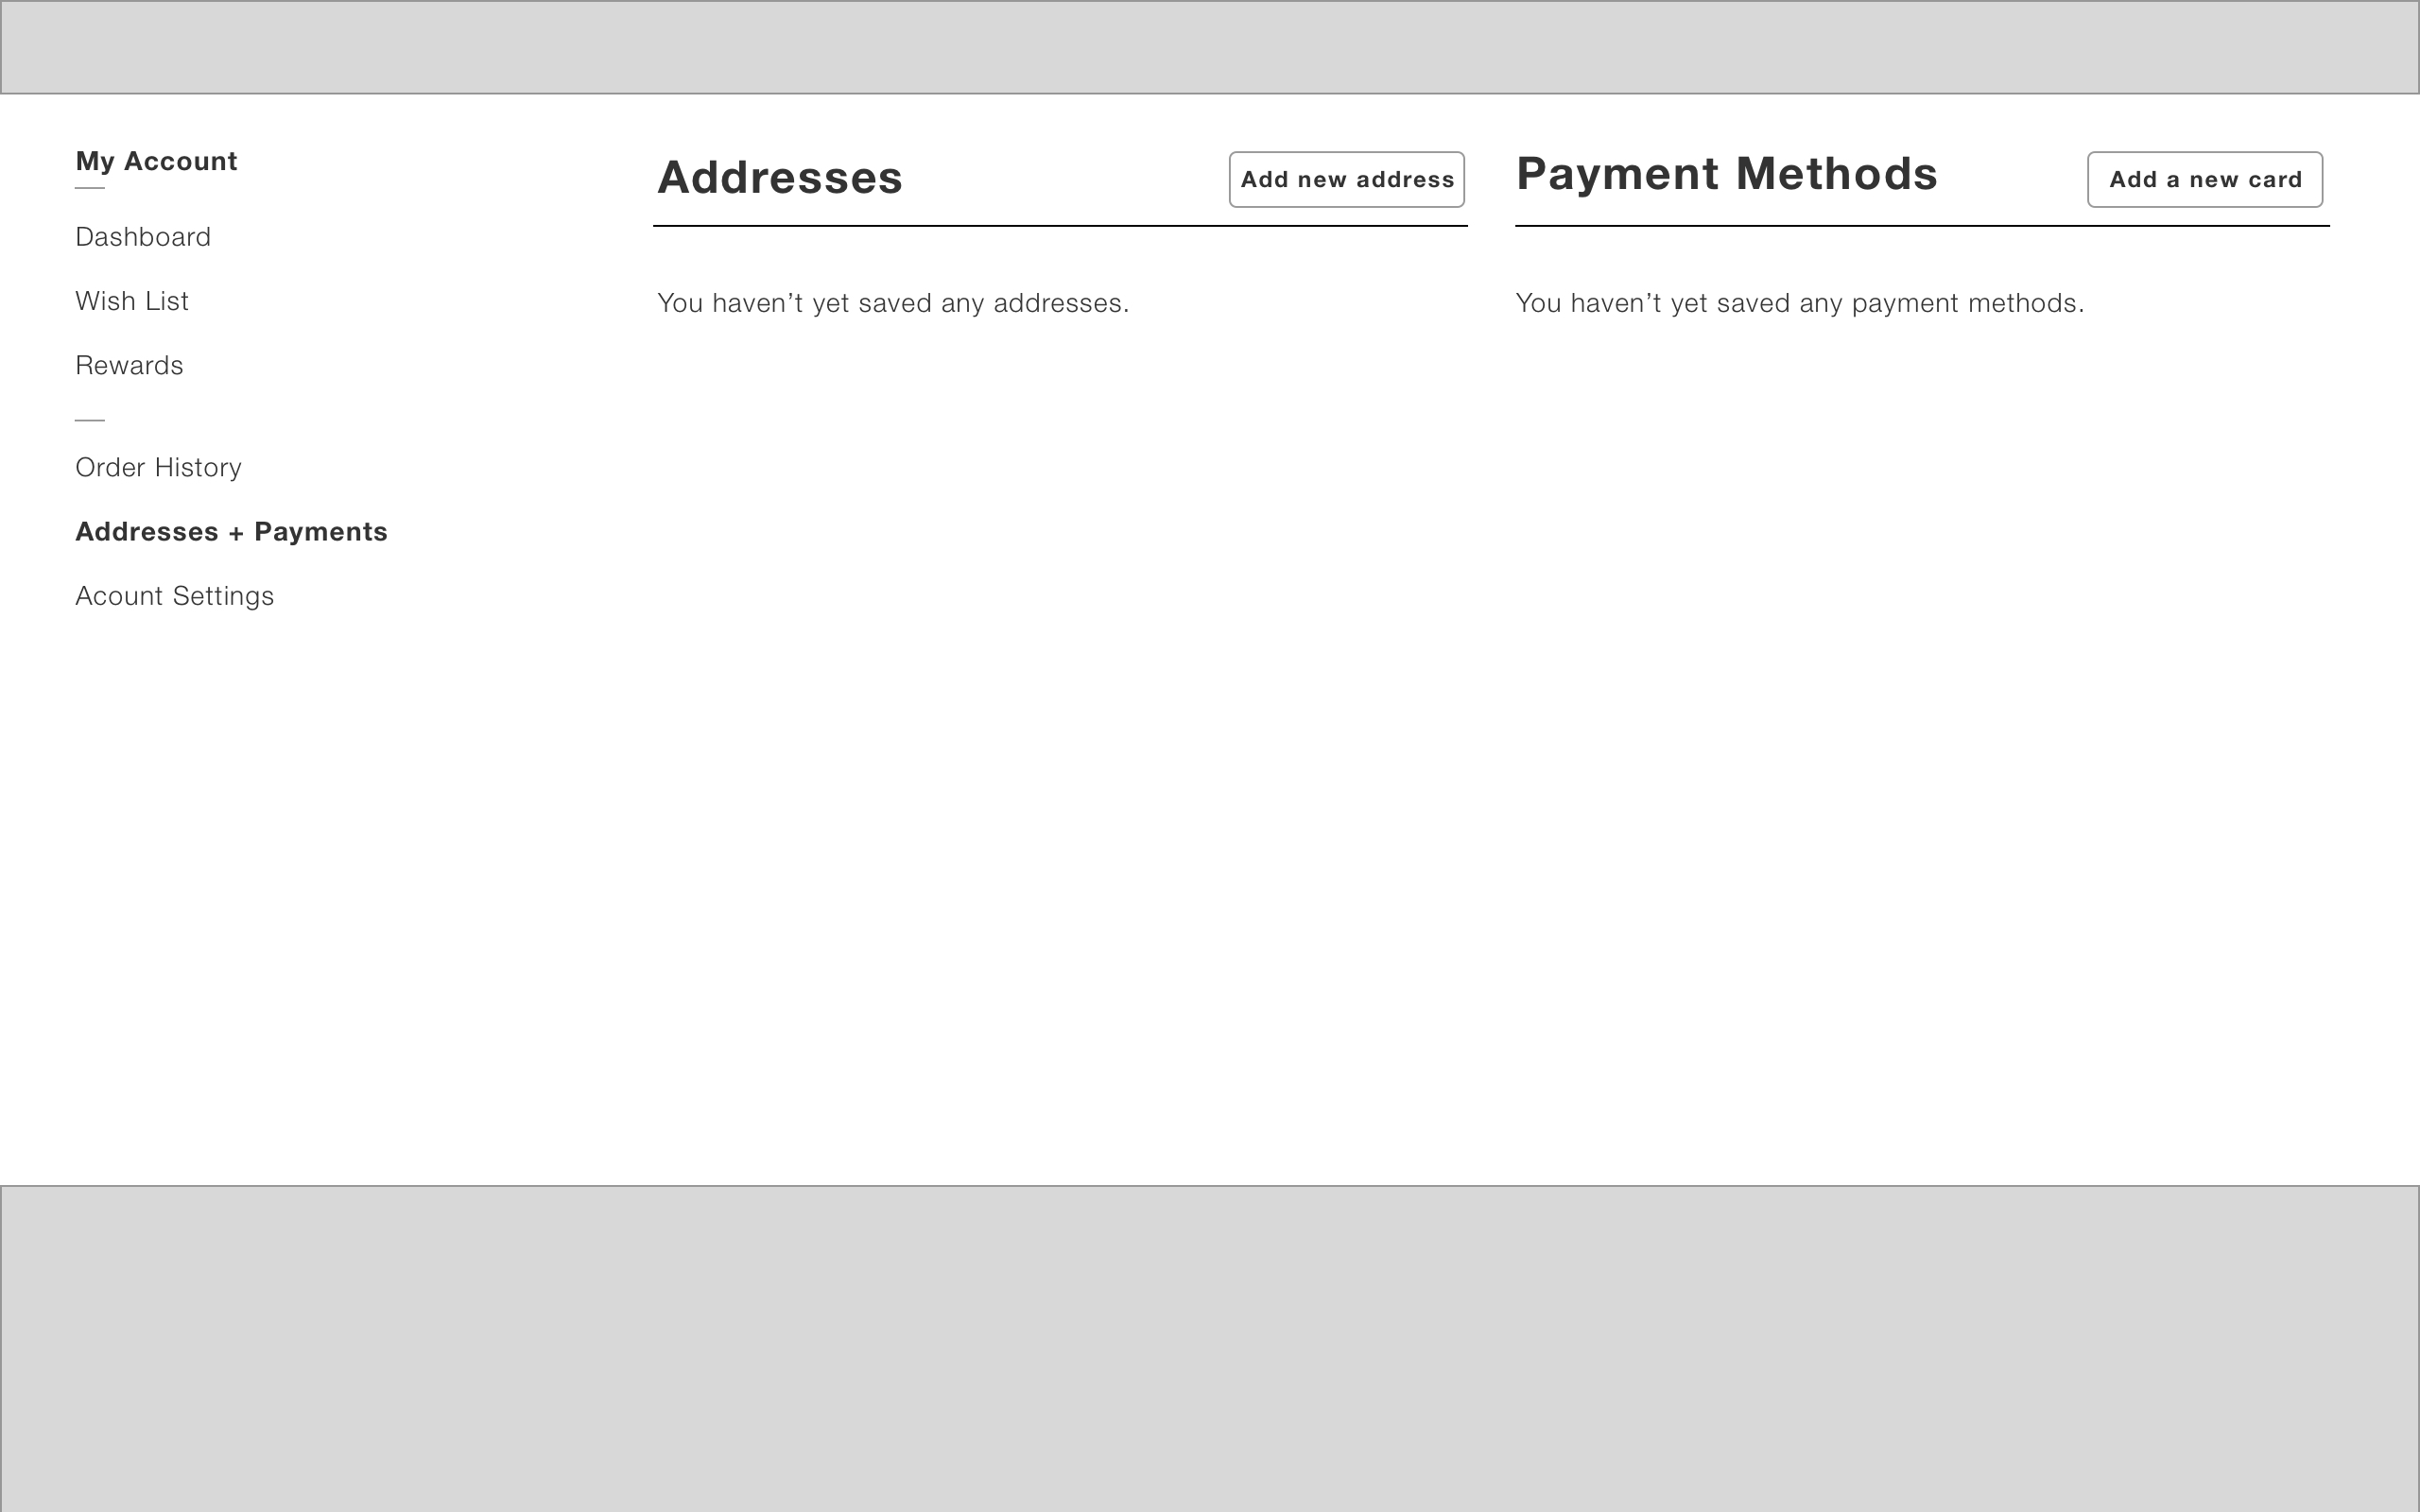 My Account
Dashboard
Wish List
Rewards
Order History
Addresses + Payments
Acount Settings
Addresses
Add new address
You haven’t yet saved any addresses.
Payment Methods
Add a new card
You haven’t yet saved any payment methods.